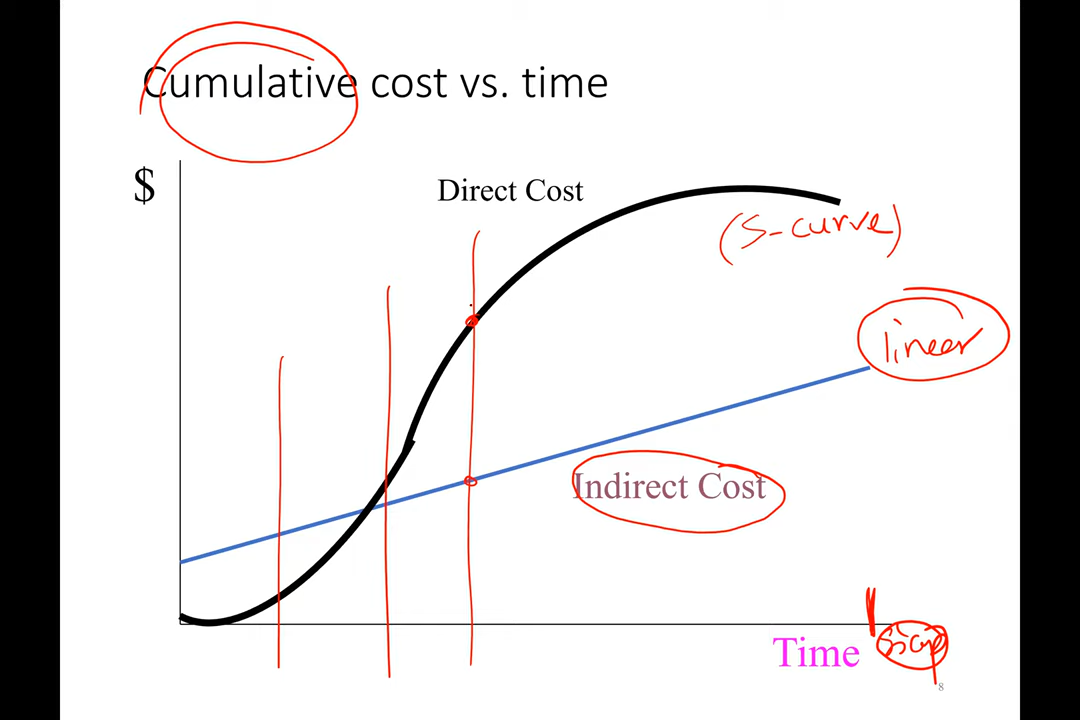 Cumulative cost vs. time
$
Direct Cost
(S-curve)
linear
Indirect Cost
Time
8